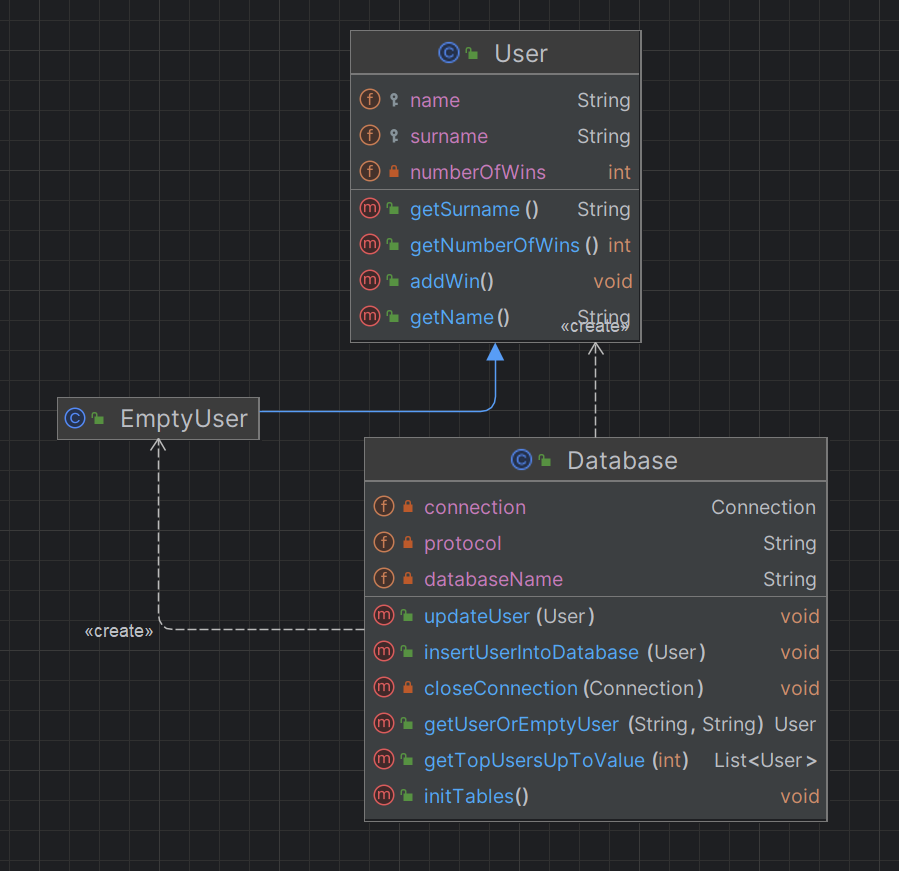 User
name String
surname String
numberOfWins int
getSurname() String
getNumberOfWins() int
addWin() void
getName() String
«create»
EmptyUser
Database
connection Connection
protocol String
databaseName String
updateUser(User) void
«create»
insertUserIntoDatabase(User) void
closeConnection(Connection) void
getUserOrEmptyUser(String, String) User
getTopUsersUpToValue(int) List<User>
initTables() void